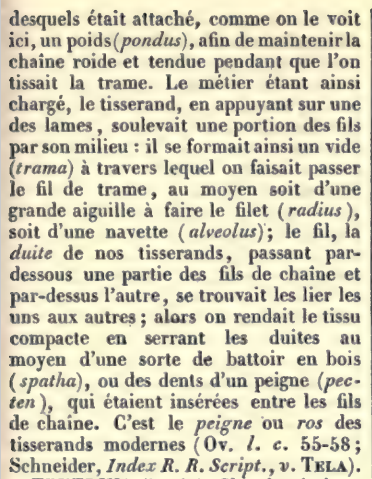 desquels était attaché, comme on le voit
ici, un poids (pondus), afin de maintenir la
chaîne roide et tendue pendant que l'on
tissait la trame. Le métier étant ainsi
chargé, le tisserand, en appuyant sur une
des lames, soulevait une portion des fils
par son milieu : il se formait ainsi un vide
(trama) à travers lequel on faisait passer
le fil de trame, au moyen soit d'une
grande aiguille à faire le filet (radius),
soit d'une navette (alveolus); le fil, la
duite de nos tisserands, passant par-
dessous une partie des fils de chaîne et
par-dessus l'autre, se trouvait les lier les
uns aux autres; alors on rendait le tissu
compacte en serrant les duites au
moyen d'une sorte de battoir en bois
(spatha), ou des dents d'un peigne (pec-
ten), qui étaient insérées entre les fils
de chaîne. C'est le peigne ou ros des
tisserands modernes (Ov. l. c. 55-58;
Schneider, Index R. R. Script., v. TELA).